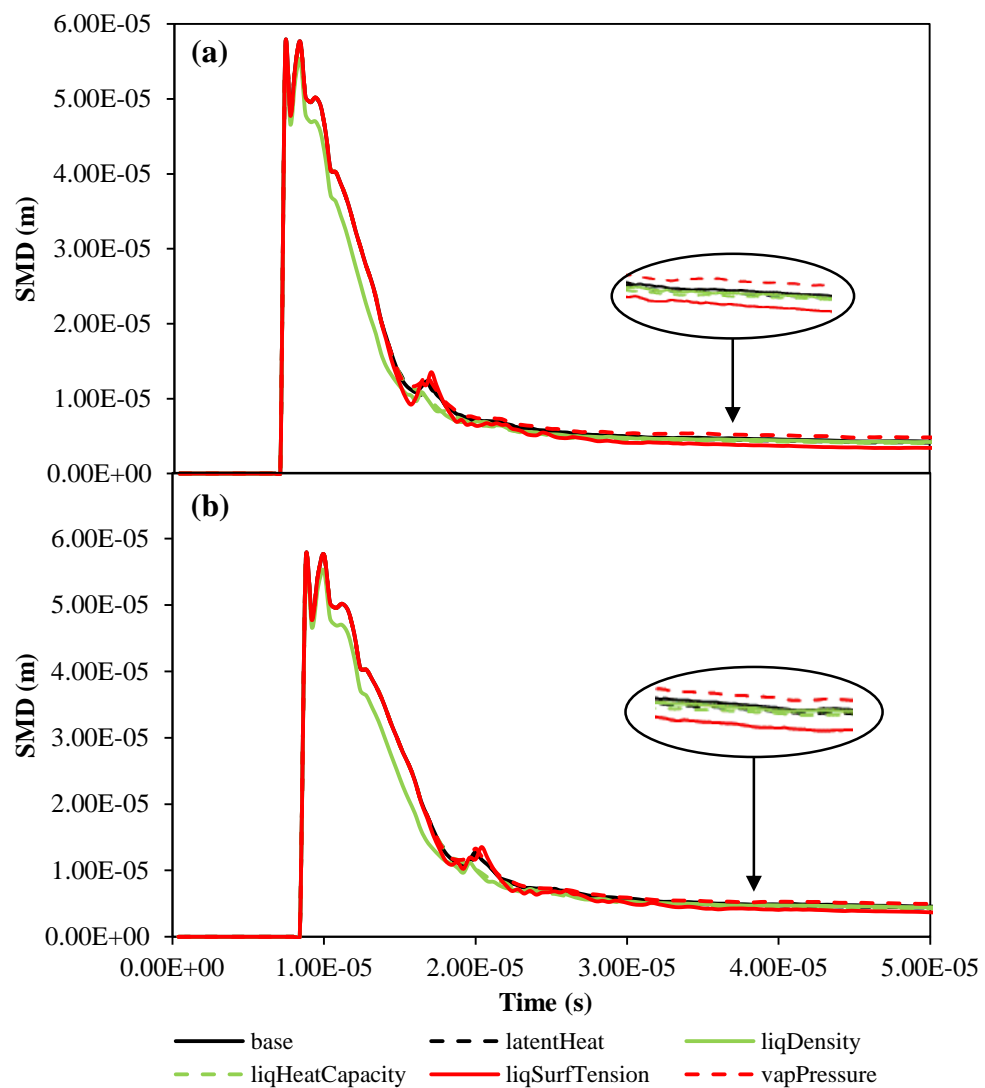 6.00E-05
(a)
5.00E-05
4.00E-05
SMD (m)
3.00E-05
2.00E-05
1.00E-05
0.00E+00
(b)
6.00E-05
5.00E-05
4.00E-05
SMD (m)
3.00E-05
2.00E-05
1.00E-05
0.00E+00
0.00E+00 1.00E-05 2.00E-05 3.00E-05 4.00E-05 5.00E-05
Time (s)
base latentHeat liqDensity
liqHeatCapacity liqSurfTension vapPressure